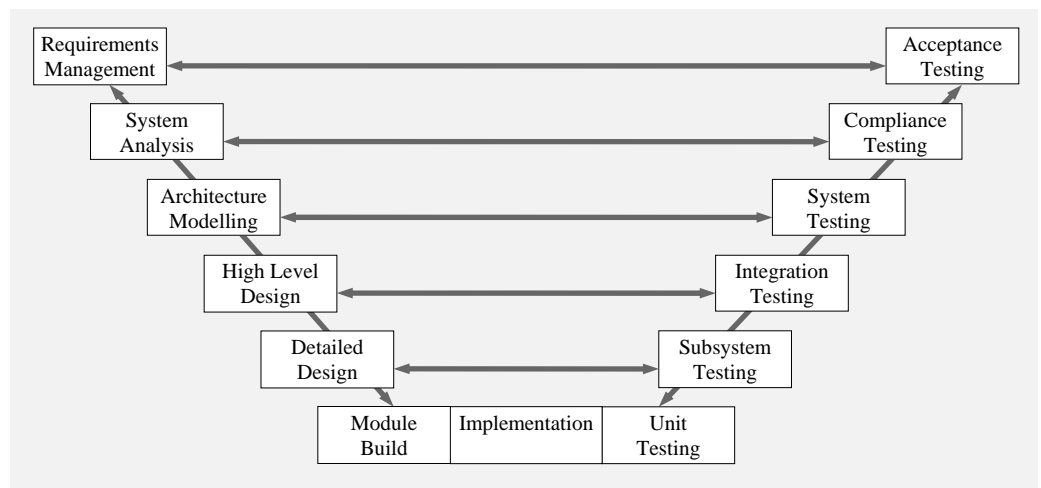 Requirements
Management
Acceptance
Testing
System
Analysis
Compliance
Testing
Architecture
Modelling
System
Testing
High Level
Design
Integration
Testing
Detailed
Design
Subsystem
Testing
Module
Build
Implementation
Unit
Testing